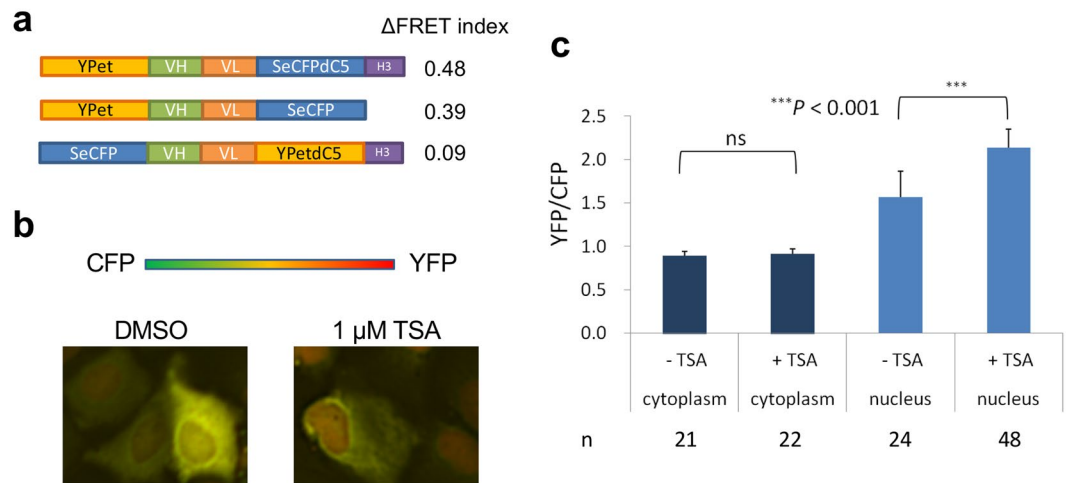 a
ΔFRET index
YPet VH VL SeCFPdC5 H3 0.48
YPet VH VL SeCFP 0.39
SeCFP VH VL YPetdC5 H3 0.09
b
CFP YFP
DMSO 1 μM TSA
c
***P < 0.001
***
ns
YFP/CFP
2.5
2.0
1.5
1.0
0.5
0.0
- TSA + TSA - TSA + TSA
cytoplasm cytoplasm nucleus nucleus
n 21 22 24 48